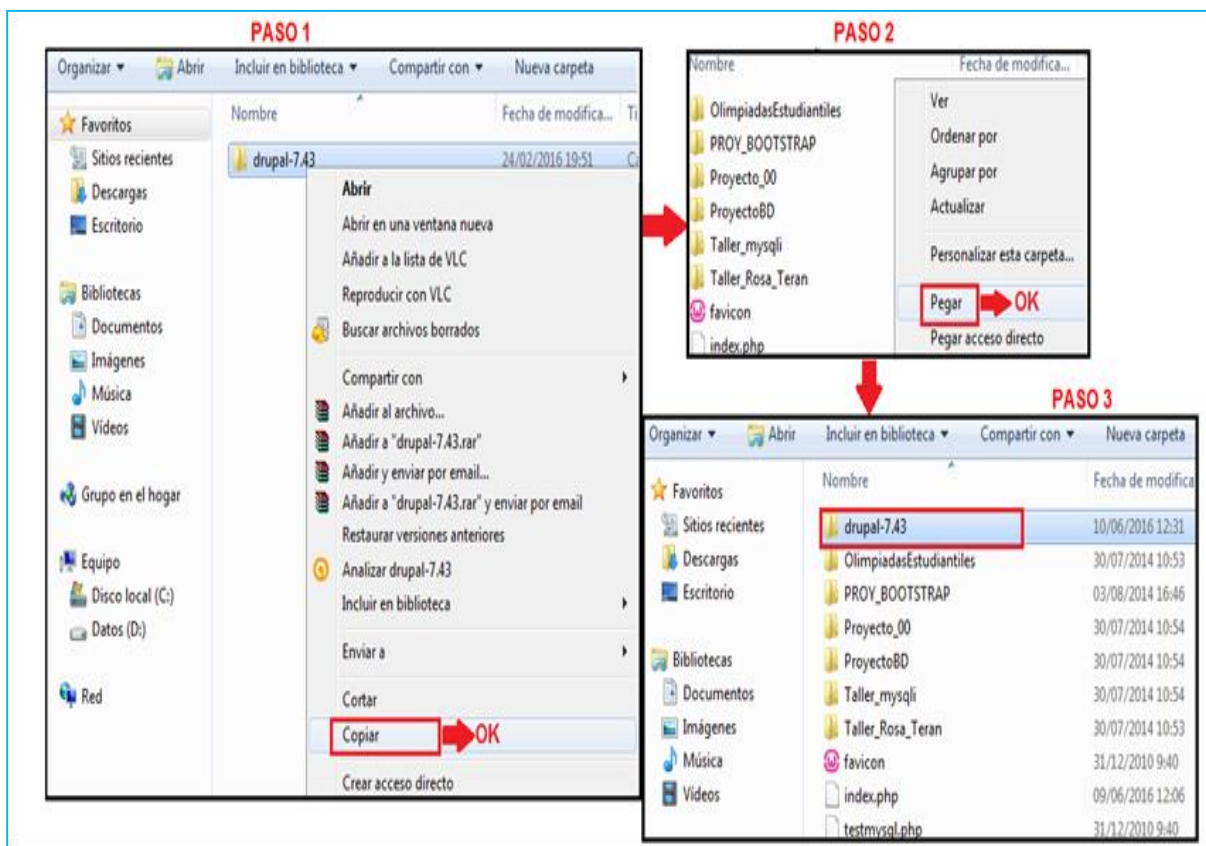 PASO 1
Organizar Abrir Incluir en biblioteca Compartir con Nueva carpeta
Nombre Fecha de modifica...
Favoritos
Sitios recientes
Descargas
Escritorio
Bibliotecas
Documentos
Imágenes
Música
Vídeos
Grupo en el hogar
Equipo
Disco local (C:)
Datos (D:)
Red
drupal-7.43 24/02/2016 19:51
Abrir
Abrir en una ventana nueva
Añadir a la lista de VLC
Reproducir con VLC
Buscar archivos borrados
Compartir con
Añadir al archivo...
Añadir a "drupal-7.43.rar"
Añadir y enviar por email...
Añadir a "drupal-7.43.rar" y enviar por email
Restaurar versiones anteriores
Analizar drupal-7.43
Incluir en biblioteca
Enviar a
Cortar
Copiar OK
Crear acceso directo
PASO 2
Nombre Fecha de modifica...
OlimpiadasEstudiantiles
PROY_BOOTSTRAP
Proyecto_00
ProyectoBD
Taller_mysqli
Taller_Rosa_Teran
favicon
index.php
Ver
Ordenar por
Agrupar por
Actualizar
Personalizar esta carpeta...
Pegar OK
Pegar acceso directo
PASO 3
Organizar Abrir Incluir en biblioteca Compartir con Nueva carpeta
Favoritos
Sitios recientes
Descargas
Escritorio
Bibliotecas
Documentos
Imágenes
Música
Vídeos
Nombre Fecha de modifica
drupal-7.43 10/06/2016 12:31
OlimpiadasEstudiantiles 30/07/2014 10:53
PROY_BOOTSTRAP 03/08/2014 16:46
Proyecto_00 30/07/2014 10:54
ProyectoBD 30/07/2014 10:54
Taller_mysqli 30/07/2014 10:54
Taller_Rosa_Teran 30/07/2014 10:53
favicon 31/12/2010 9:40
index.php 09/06/2016 12:06
testmysql.php 31/12/2010 9:40